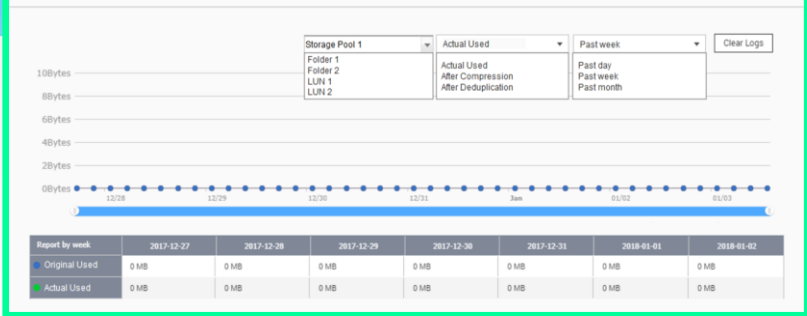 Storage Pool 1 Actual Used Past week Clear Logs
Folder 1
Folder 2
LUN 1
LUN 2
Actual Used
After Compression
After Deduplication
Past day
Past week
Past month
10Bytes
8Bytes
6Bytes
4Bytes
2Bytes
0Bytes
12/28 12/29 12/30 12/31 Jan 01/02 01/03
Report by week 2017-12-27 2017-12-28 2017-12-29 2017-12-30 2017-12-31 2018-01-01 2018-01-02
Original Used 0 MB 0 MB 0 MB 0 MB 0 MB 0 MB 0 MB
Actual Used 0 MB 0 MB 0 MB 0 MB 0 MB 0 MB 0 MB